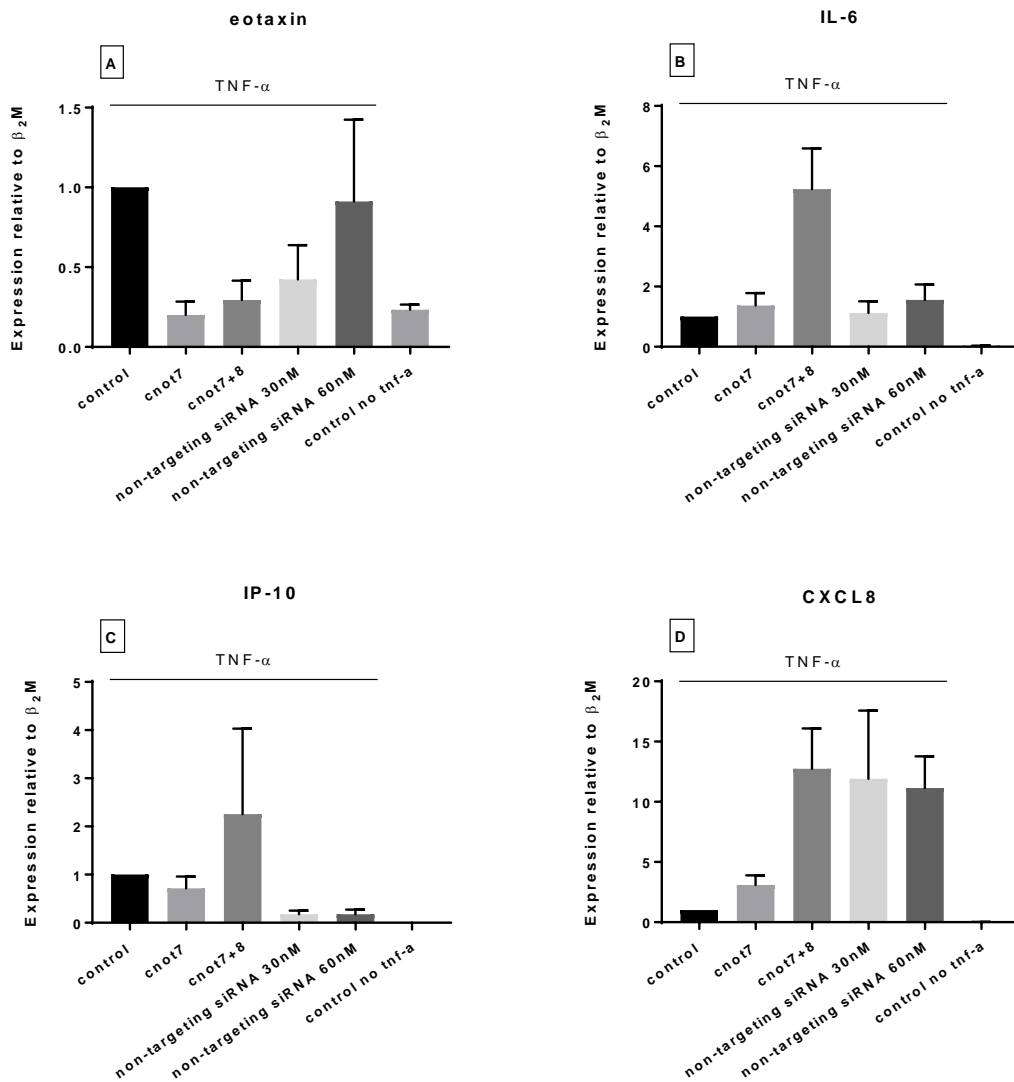 eotaxin
A
TNF-α
Expression relative to β₂M
1.5
1.0
0.5
0.0
control
cnot7
cnot7+8
non-targeting siRNA 30nM
non-targeting siRNA 60nM
control no tnf-a
IL-6
B
TNF-α
Expression relative to β₂M
8
6
4
2
0
control
cnot7
cnot7+8
non-targeting siRNA 30nM
non-targeting siRNA 60nM
control no tnf-a
IP-10
C
TNF-α
Expression relative to β₂M
5
4
3
2
1
0
control
cnot7
cnot7+8
non-targeting siRNA 30nM
non-targeting siRNA 60nM
control no tnf-a
CXCL8
D
TNF-α
Expression relative to β₂M
20
15
10
5
0
control
cnot7
cnot7+8
non-targeting siRNA 30nM
non-targeting siRNA 60nM
control no tnf-a